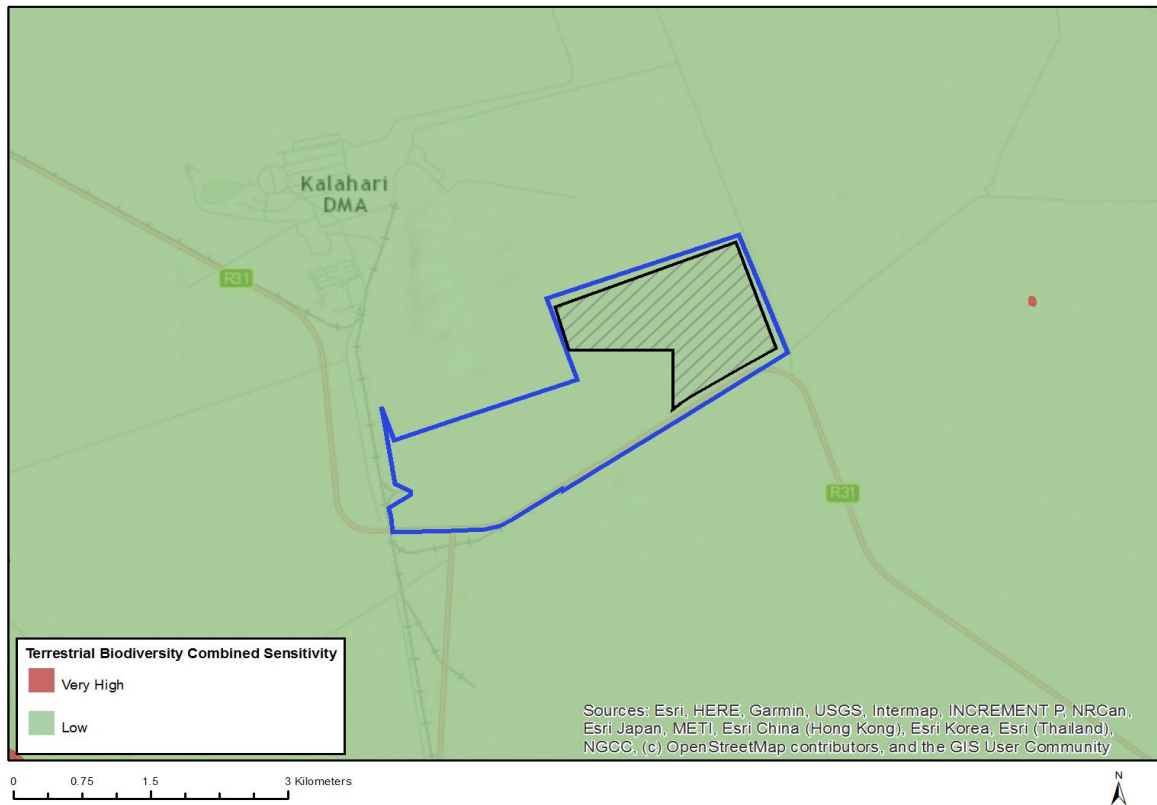 Kalahari
DMA
R31
R31
Terrestrial Biodiversity Combined Sensitivity
Very High
Low
Sources: Esri, HERE, Garmin, USGS, Intermap, INCREMENT P, NRCan,
Esri Japan, METI, Esri China (Hong Kong), Esri Korea, Esri (Thailand),
NGCC, (c) OpenStreetMap contributors, and the GIS User Community
0 0.75 1.5 3 Kilometers
N